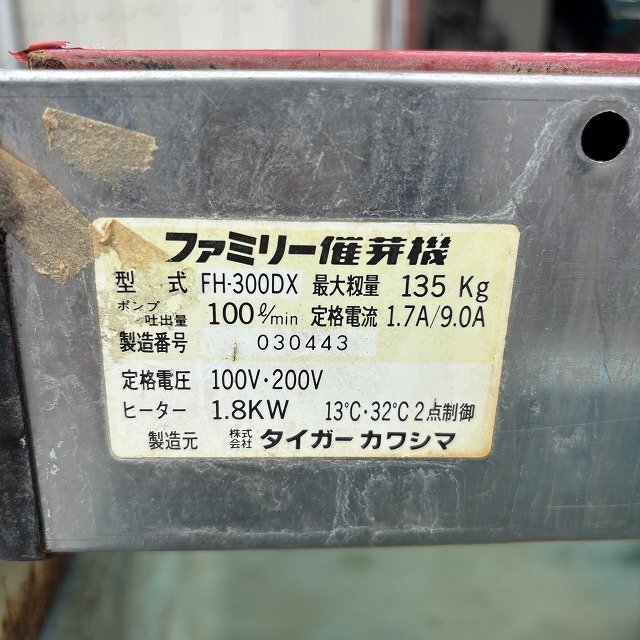 ファミリー催芽機
型式 FH-300DX 最大籾量 135 Kg
ポンプ吐出量 100ℓ/min 定格電流 1.7A/9.0A
製造番号 030443
定格電圧 100V・200V
ヒーター 1.8KW 13℃・32℃ 2点制御
製造元 株式会社 タイガーカワシマ